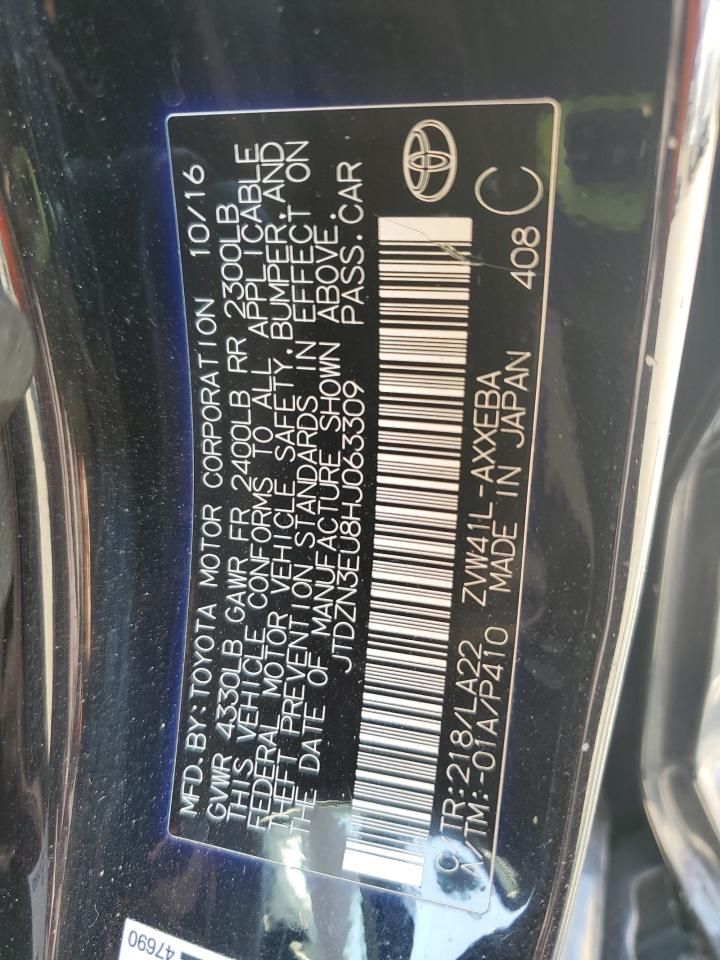 MFD.BY:TOYOTA MOTOR CORPORATION 10/16
GVWR 4330LB GAWR FR 2400LB RR 2300LB
THIS VEHICLE CONFORMS TO ALL APPLICABLE
FEDERAL MOTOR VEHICLE SAFETY,BUMPER,AND
THEFT PREVENTION STANDARDS IN EFFECT ON
THE DATE OF MANUFACTURE SHOWN ABOVE.
JTDZN3EU8HJ063309 PASS.CAR
C/TR:218/LA22 ZVW41L-AXXEBA
A/TM:-01A/P410 MADE IN JAPAN 408 C
47690